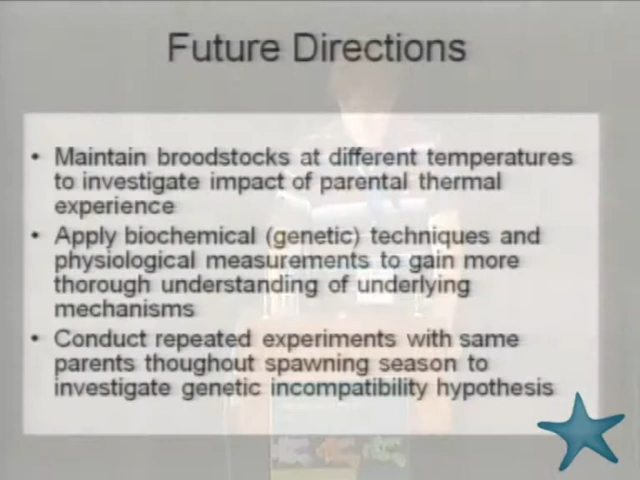 Future Directions
• Maintain broodstocks at different temperatures
to investigate impact of parental thermal
experience
• Apply biochemical (genetic) techniques and
physiological measurements to gain more
thorough understanding of underlying
mechanisms
• Conduct repeated experiments with same
parents thoughout spawning season to
investigate genetic incompatibility hypothesis